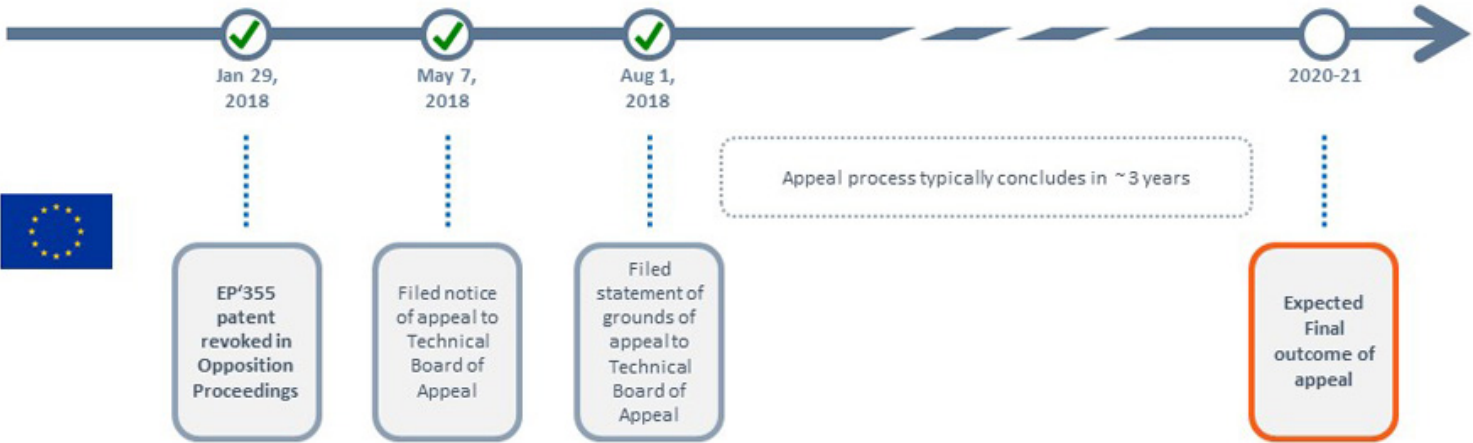 Jan 29,
2018
May 7,
2018
Aug 1,
2018
2020-21
Appeal process typically concludes in ~ 3 years
EP‘355
patent
revoked in
Opposition
Proceedings
Filed notice
of appeal to
Technical
Board of
Appeal
Filed
statement of
grounds of
appeal to
Technical
Board of
Appeal
Expected
Final
outcome of
appeal